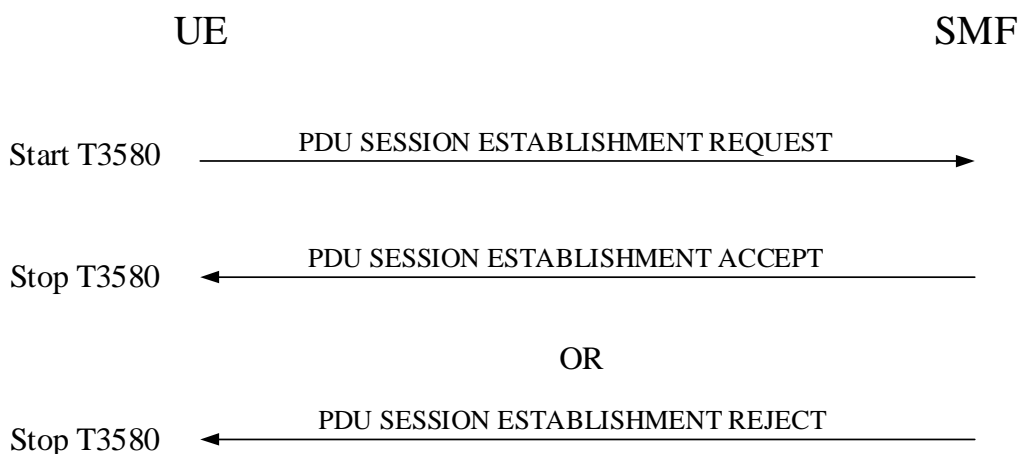 UE SMF
Start T3580 PDU SESSION ESTABLISHMENT REQUEST
Stop T3580 PDU SESSION ESTABLISHMENT ACCEPT
OR
Stop T3580 PDU SESSION ESTABLISHMENT REJECT